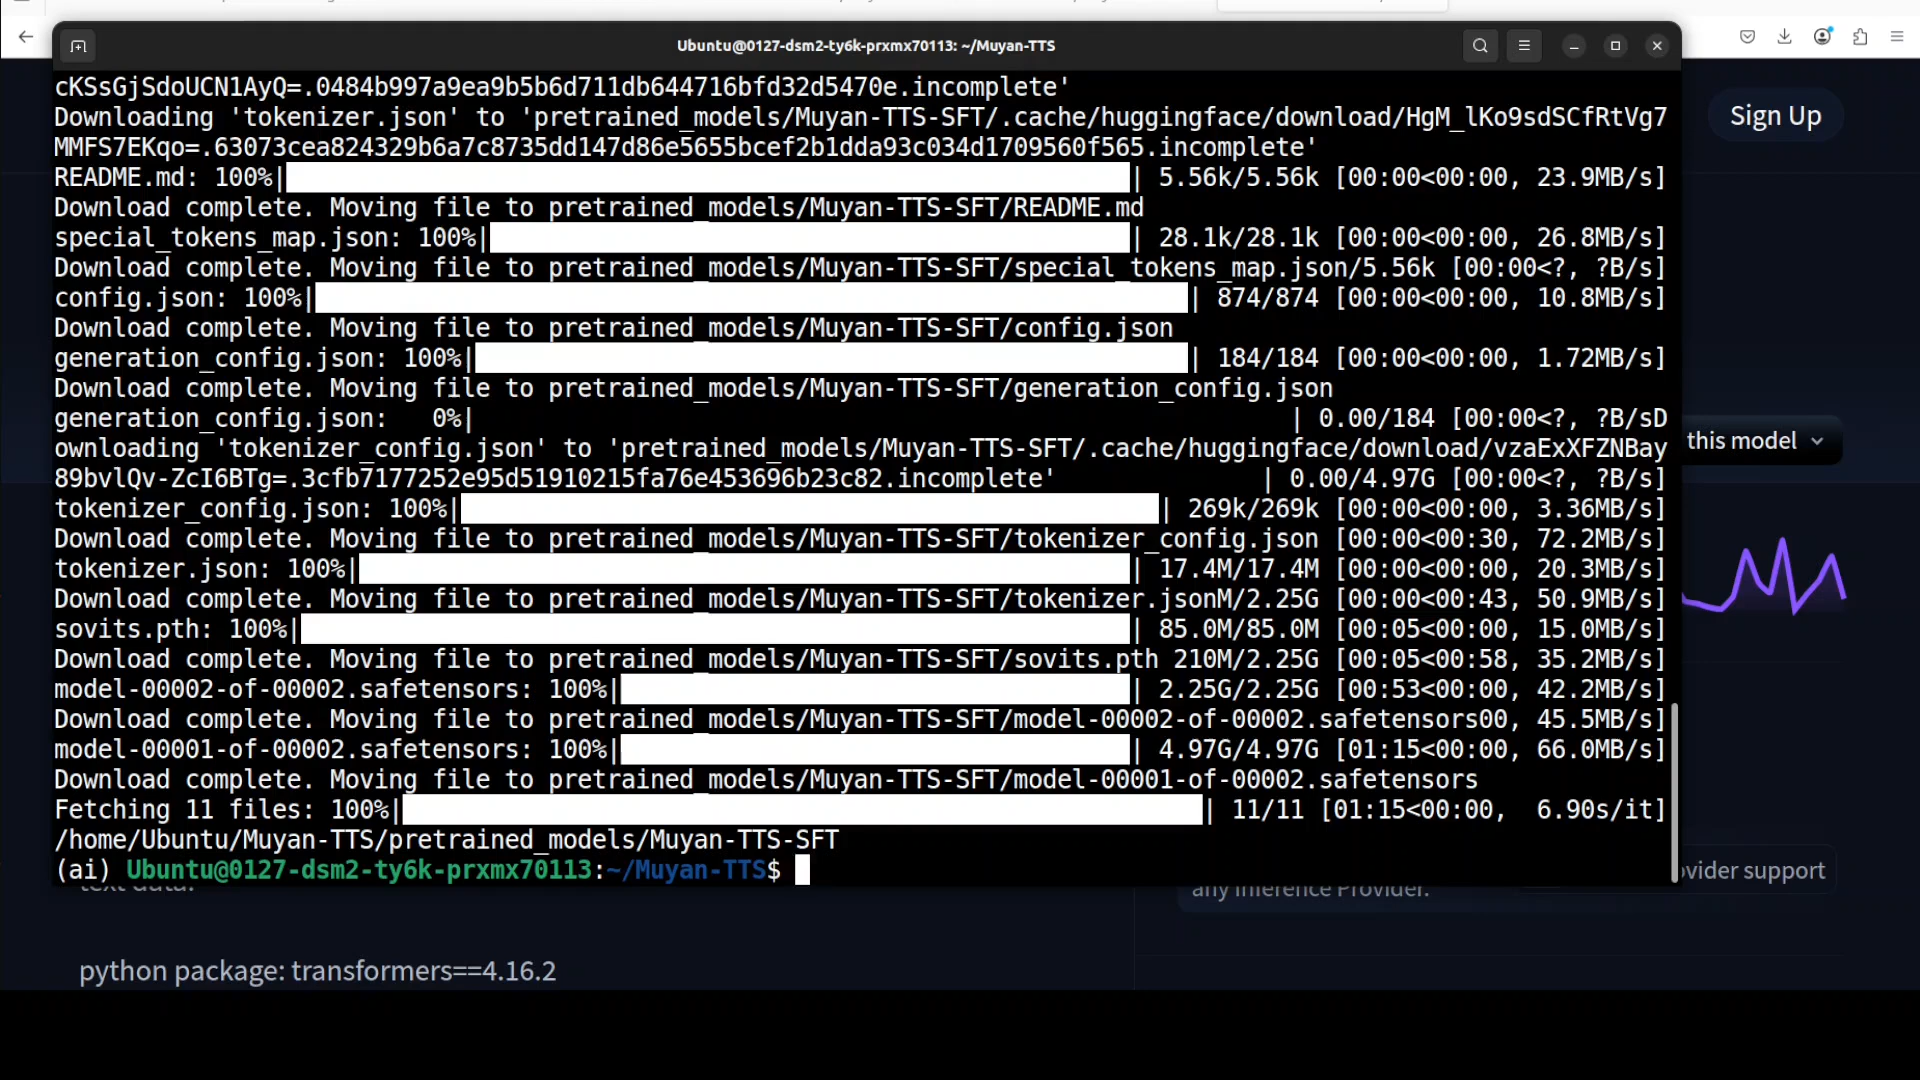 Ubuntu@0127-dsm2-ty6k-prxmx70113: ~/Muyan-TTS
cKSsGjSdoUCN1AyQ=.0484b997a9ea9b5b6d711db644716bfd32d5470e.incomplete'
Downloading 'tokenizer.json' to 'pretrained_models/Muyan-TTS-SFT/.cache/huggingface/download/HgM_lKo9sdSCfRtVg7
MMFS7EKqo=.63073cea824329b6a7c8735dd147d86e5655bcef2b1dda93c034d1709560f565.incomplete'
README.md: 100%| | 5.56k/5.56k [00:00<00:00, 23.9MB/s]
Download complete. Moving file to pretrained_models/Muyan-TTS-SFT/README.md
special_tokens_map.json: 100%| | 28.1k/28.1k [00:00<00:00, 26.8MB/s]
Download complete. Moving file to pretrained_models/Muyan-TTS-SFT/special_tokens_map.json/5.56k [00:00<?, ?B/s]
config.json: 100%| | 874/874 [00:00<00:00, 10.8MB/s]
Download complete. Moving file to pretrained_models/Muyan-TTS-SFT/config.json
generation_config.json: 100%| | 184/184 [00:00<00:00, 1.72MB/s]
Download complete. Moving file to pretrained_models/Muyan-TTS-SFT/generation_config.json
generation_config.json:   0%| | 0.00/184 [00:00<?, ?B/sD
ownloading 'tokenizer_config.json' to 'pretrained_models/Muyan-TTS-SFT/.cache/huggingface/download/vzaExXFZNBay
89bvlQv-ZcI6BTg=.3cfb7177252e95d51910215fa76e453696b23c82.incomplete' | 0.00/4.97G [00:00<?, ?B/s]
tokenizer_config.json: 100%| | 269k/269k [00:00<00:00, 3.36MB/s]
Download complete. Moving file to pretrained_models/Muyan-TTS-SFT/tokenizer_config.json [00:00<00:30, 72.2MB/s]
tokenizer.json: 100%| | 17.4M/17.4M [00:00<00:00, 20.3MB/s]
Download complete. Moving file to pretrained_models/Muyan-TTS-SFT/tokenizer.jsonM/2.25G [00:00<00:43, 50.9MB/s]
sovits.pth: 100%| | 85.0M/85.0M [00:05<00:00, 15.0MB/s]
Download complete. Moving file to pretrained_models/Muyan-TTS-SFT/sovits.pth 210M/2.25G [00:05<00:58, 35.2MB/s]
model-00002-of-00002.safetensors: 100%| | 2.25G/2.25G [00:53<00:00, 42.2MB/s]
Download complete. Moving file to pretrained_models/Muyan-TTS-SFT/model-00002-of-00002.safetensors00, 45.5MB/s]
model-00001-of-00002.safetensors: 100%| | 4.97G/4.97G [01:15<00:00, 66.0MB/s]
Download complete. Moving file to pretrained_models/Muyan-TTS-SFT/model-00001-of-00002.safetensors
Fetching 11 files: 100%| | 11/11 [01:15<00:00,  6.90s/it]
/home/Ubuntu/Muyan-TTS/pretrained_models/Muyan-TTS-SFT
(ai) Ubuntu@0127-dsm2-ty6k-prxmx70113:~/Muyan-TTS$
Sign Up
this model
ovider support
text data.
any Inference Provider.
python package: transformers==4.16.2